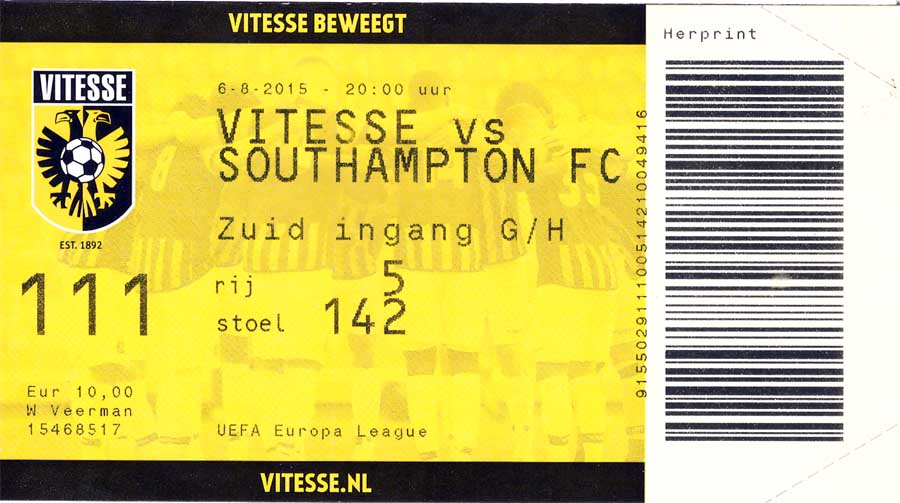 VITESSE BEWEEGT
Herprint
VITESSE
EST. 1892
6-8-2015 - 20:00 uur
VITESSE vs
SOUTHAMPTON FC
Zuid ingang G/H
111
rij 5
stoel 142
Eur 10,00
W Veerman
15468517
UEFA Europa League
VITESSE.NL
915502911100514210049416